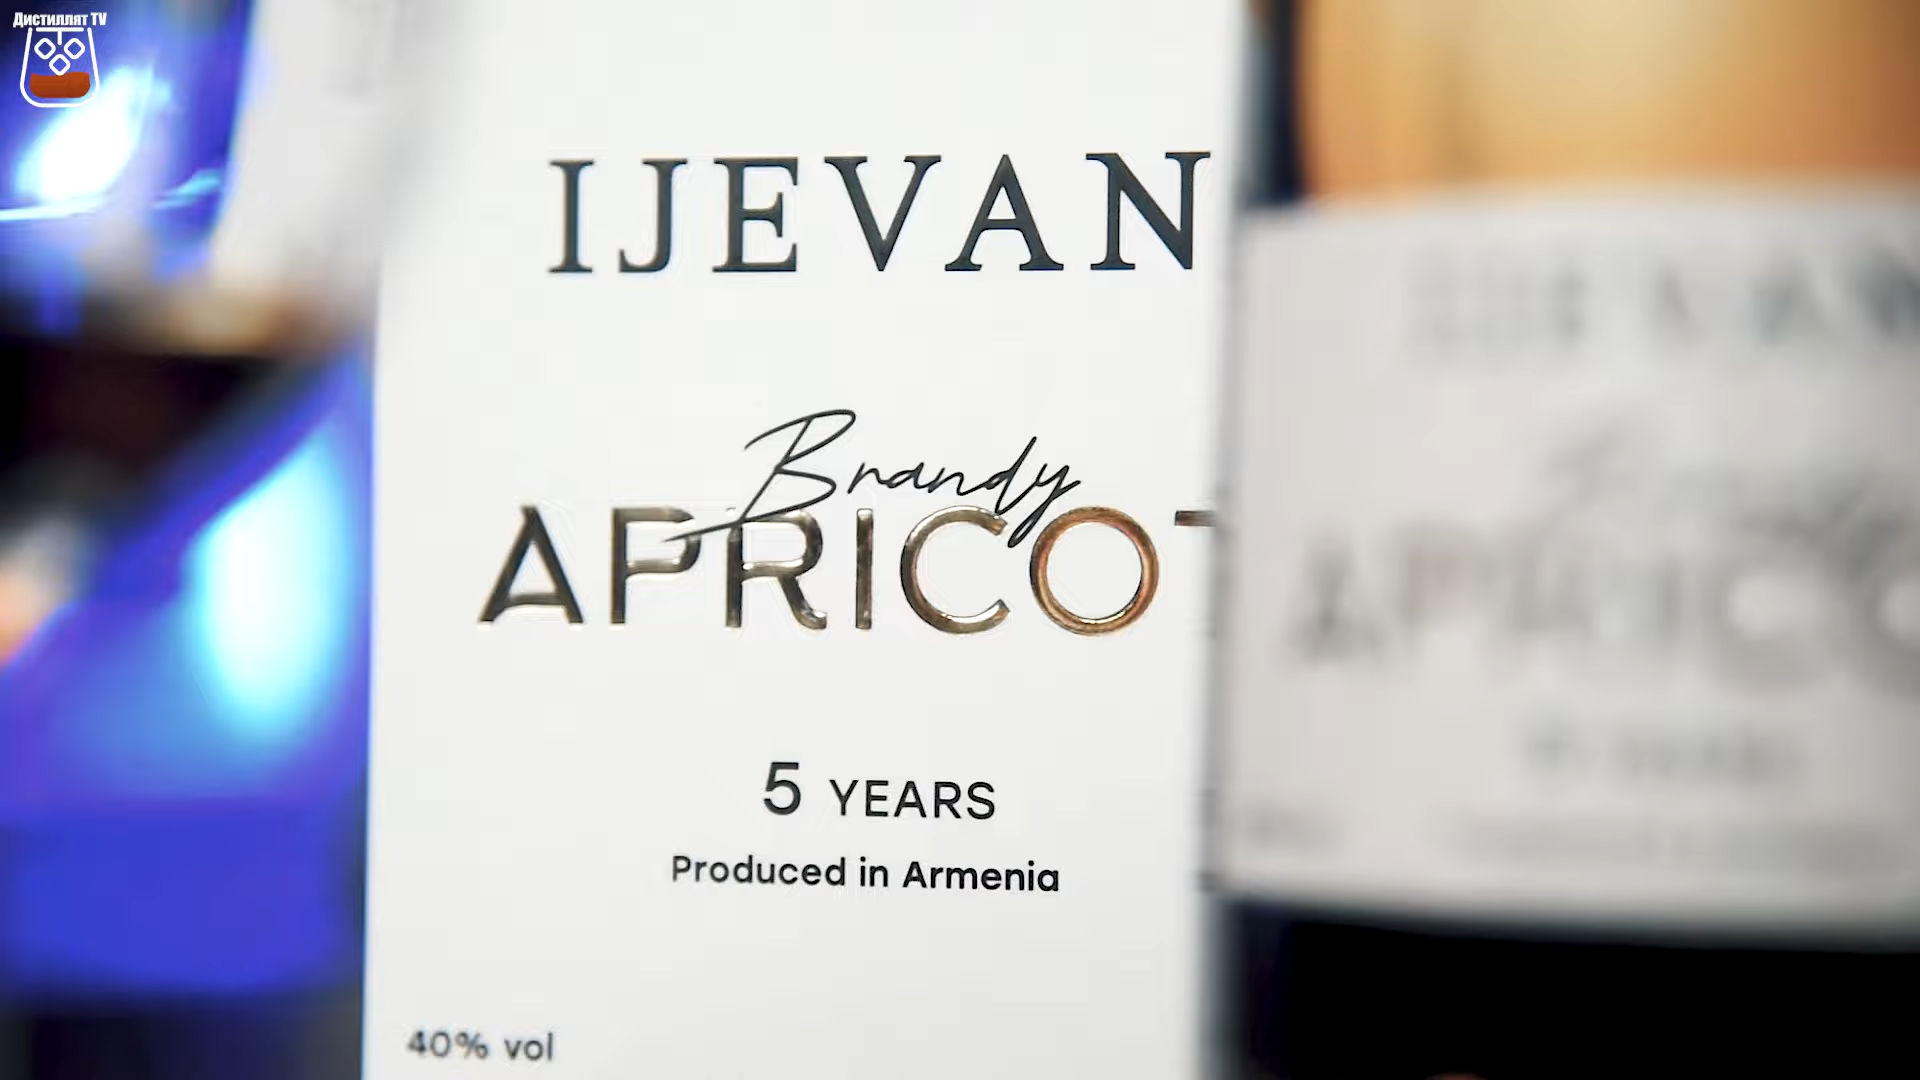 Дистиллят TV
IJEVAN
Brandy
APRICOT
5 YEARS
Produced in Armenia
40% vol